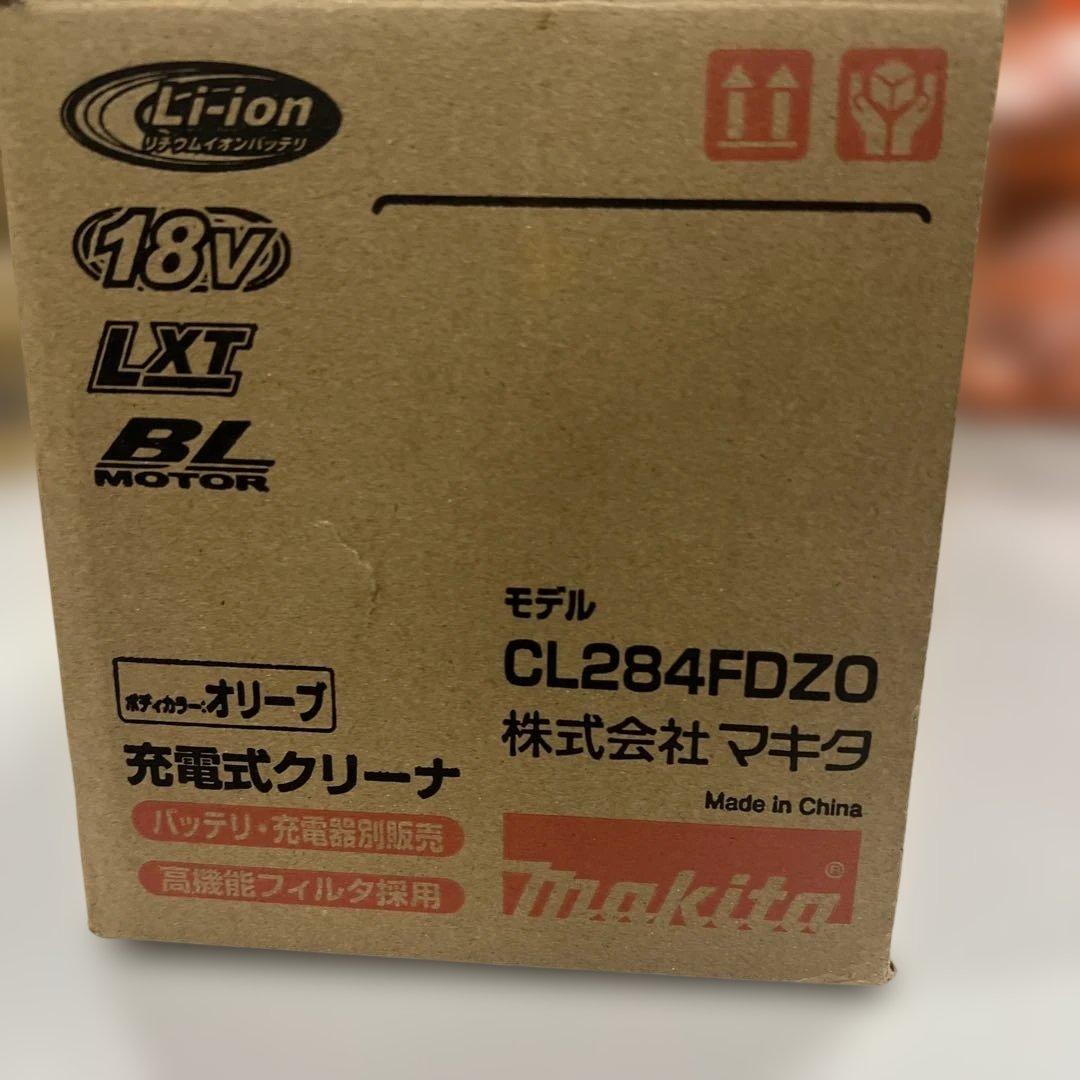 Li-ion
リチウムイオンバッテリ
18V
LXT
BL
MOTOR
モデル
CL284FDZO
株式会社マキタ
Made in China
makita®
ボディカラー:オリーブ
充電式クリーナ
バッテリ・充電器別販売
高機能フィルタ採用